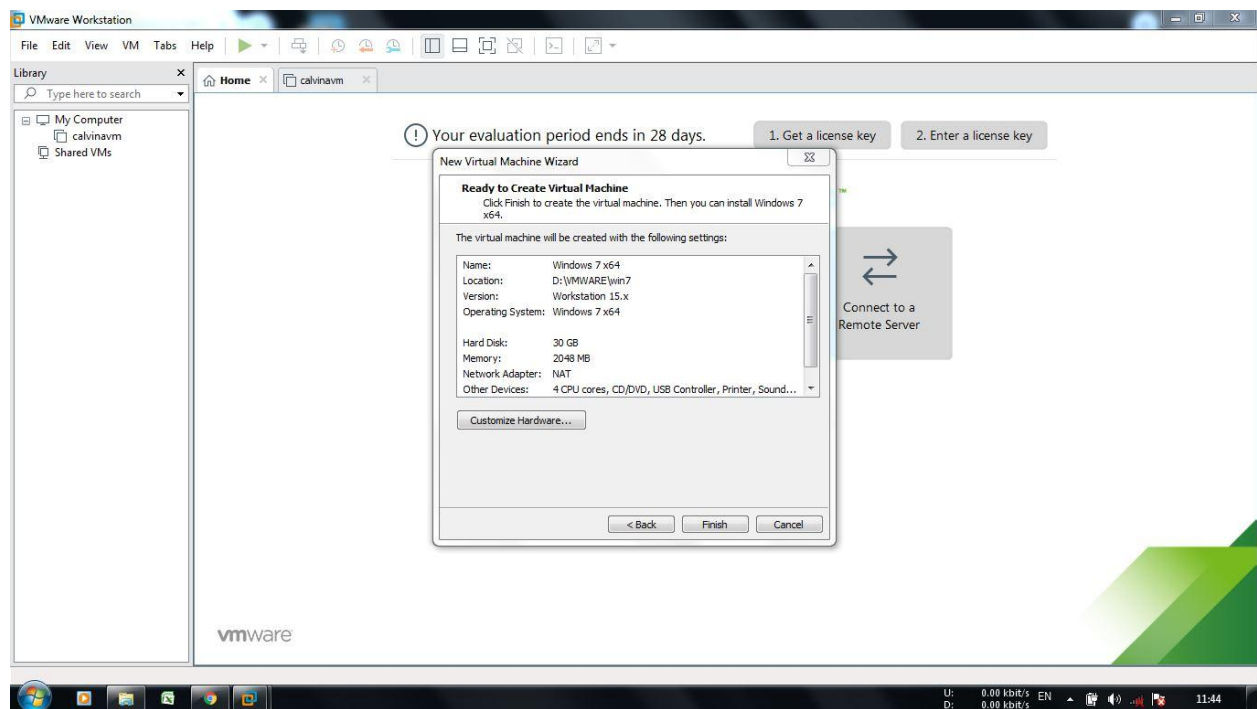 VMware Workstation
File Edit View VM Tabs Help
Library
Type here to search
My Computer
calvinavm
Shared VMs
Home
calvinavm
Your evaluation period ends in 28 days.
1. Get a license key
2. Enter a license key
New Virtual Machine Wizard
Ready to Create Virtual Machine
Click Finish to create the virtual machine. Then you can install Windows 7
x64.
The virtual machine will be created with the following settings:
Name: Windows 7 x64
Location: D:\VMWARE\win7
Version: Workstation 15.x
Operating System: Windows 7 x64
Hard Disk: 30 GB
Memory: 2048 MB
Network Adapter: NAT
Other Devices: 4 CPU cores, CD/DVD, USB Controller, Printer, Sound...
Customize Hardware...
< Back Finish Cancel
™
Connect to a
Remote Server
vmware
U: 0.00 kbit/s
D: 0.00 kbit/s
EN
11:44